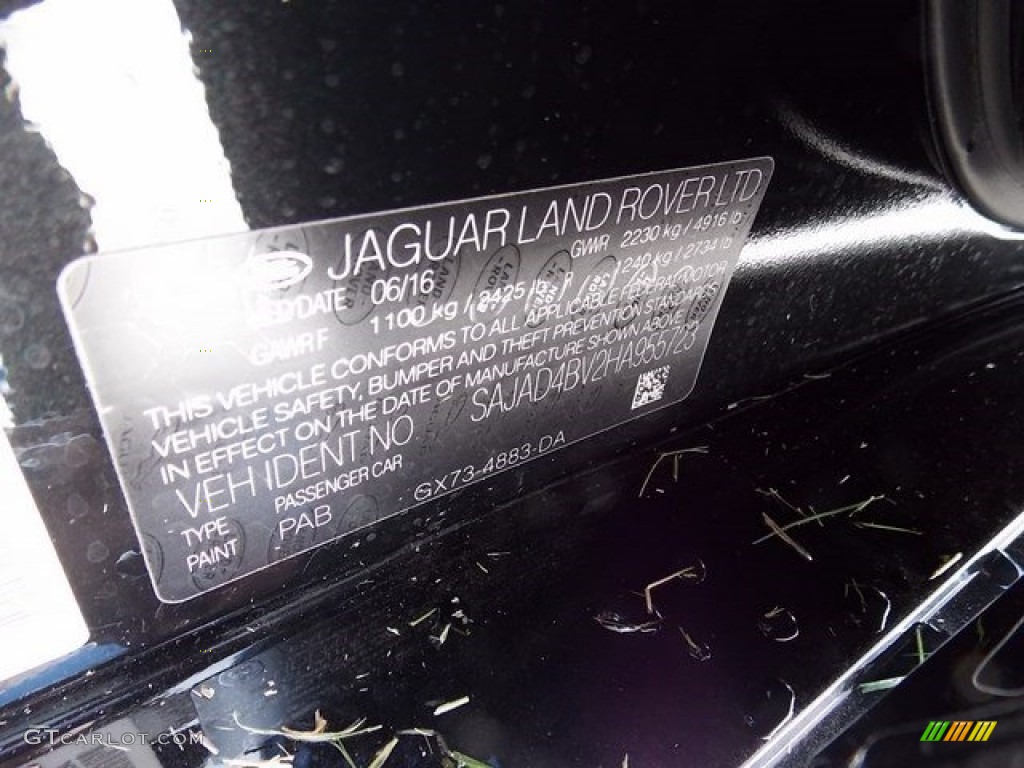 JAGUAR LAND ROVER LTD
DATE 06/16 GVWR 2230 kg / 4916 lb
GAWR F 1100 kg / 2425 lb 1240 kg / 2734 lb
THIS VEHICLE CONFORMS TO ALL APPLICABLE FEDERAL MOTOR
VEHICLE SAFETY, BUMPER AND THEFT PREVENTION STANDARDS
IN EFFECT ON THE DATE OF MANUFACTURE SHOWN ABOVE
VEH IDENT NO SAJAD4BV2HA955723
TYPE PASSENGER CAR
PAINT PAB
GX73-4883-DA
GTCarLot.com